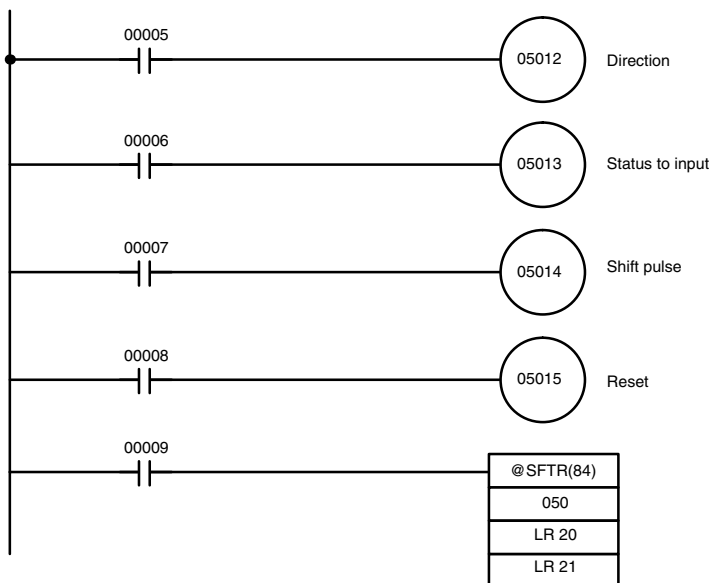 00005
05012 Direction
00006
05013 Status to input
00007
05014 Shift pulse
00008
05015 Reset
00009
@SFTR(84)
050
LR 20
LR 21